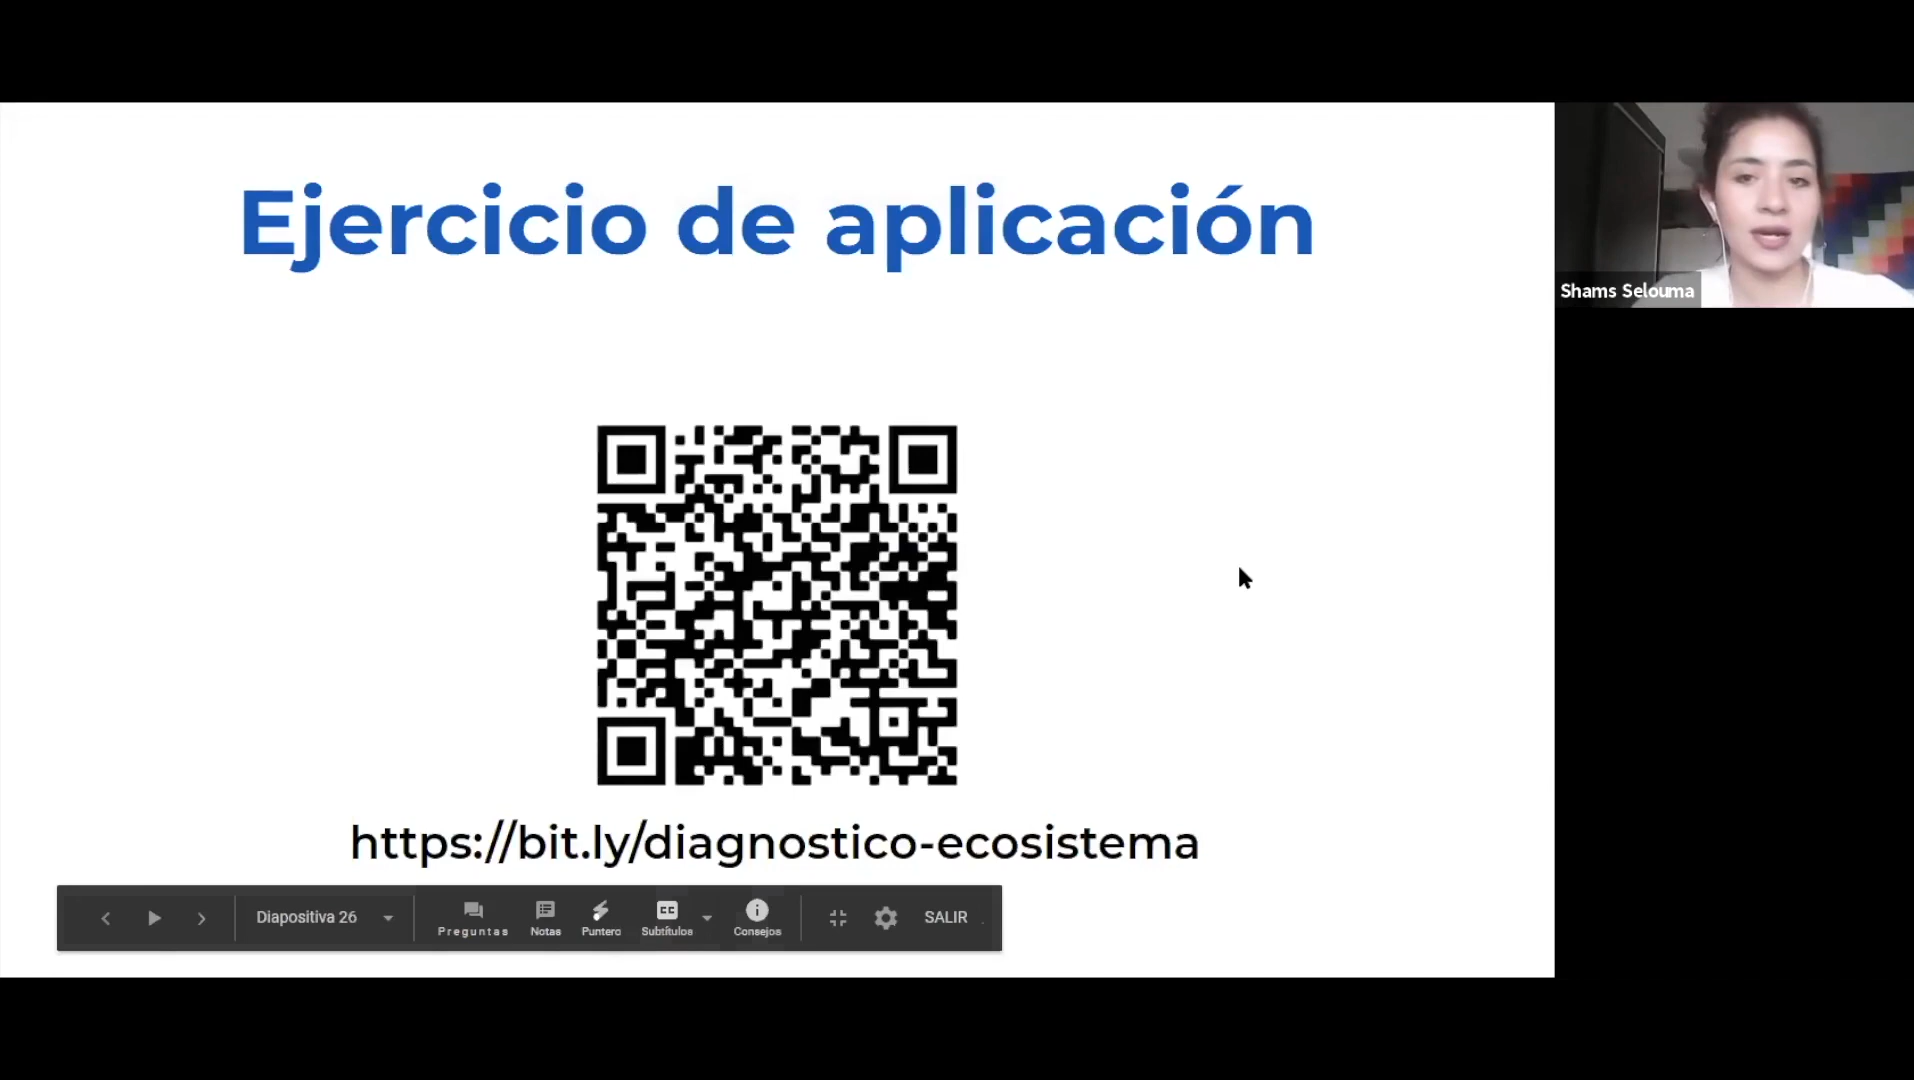 Ejercicio de aplicación
Shams Selouma
https://bit.ly/diagnostico-ecosistema
Diapositiva 26
Preguntas
Notas
Puntero
Subtítulos
Consejos
SALIR